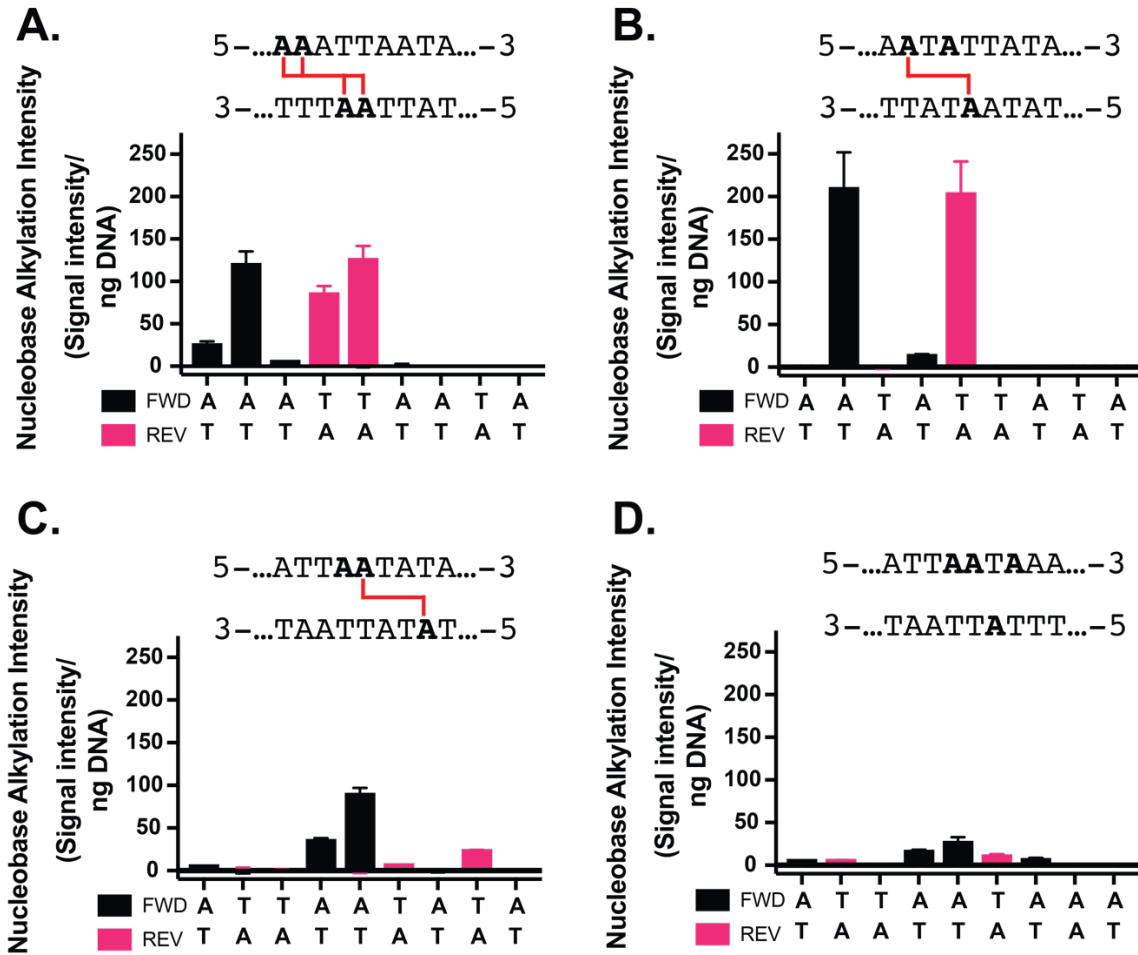 A.
5–...AAATTAATA...–3
3–...TTTAATTAT...–5
Nucleobase Alkylation Intensity
(Signal intensity/
ng DNA)
250
200
150
100
50
0
FWD A A A T T A A T A
REV T T T A A T T A T
B.
5–...AATATTATA...–3
3–...TTATAATAT...–5
Nucleobase Alkylation Intensity
(Signal intensity/
ng DNA)
250
200
150
100
50
0
FWD A A T A T T A T A
REV T T A T A A T A T
C.
5–...ATTAATATA...–3
3–...TAATTATAT...–5
Nucleobase Alkylation Intensity
(Signal intensity/
ng DNA)
250
200
150
100
50
0
FWD A T T A A T A T A
REV T A A T T A T A T
D.
5–...ATTAATAAA...–3
3–...TAATTATTT...–5
Nucleobase Alkylation Intensity
(Signal intensity/
ng DNA)
250
200
150
100
50
0
FWD A T T A A T A A A
REV T A A T T A T A T